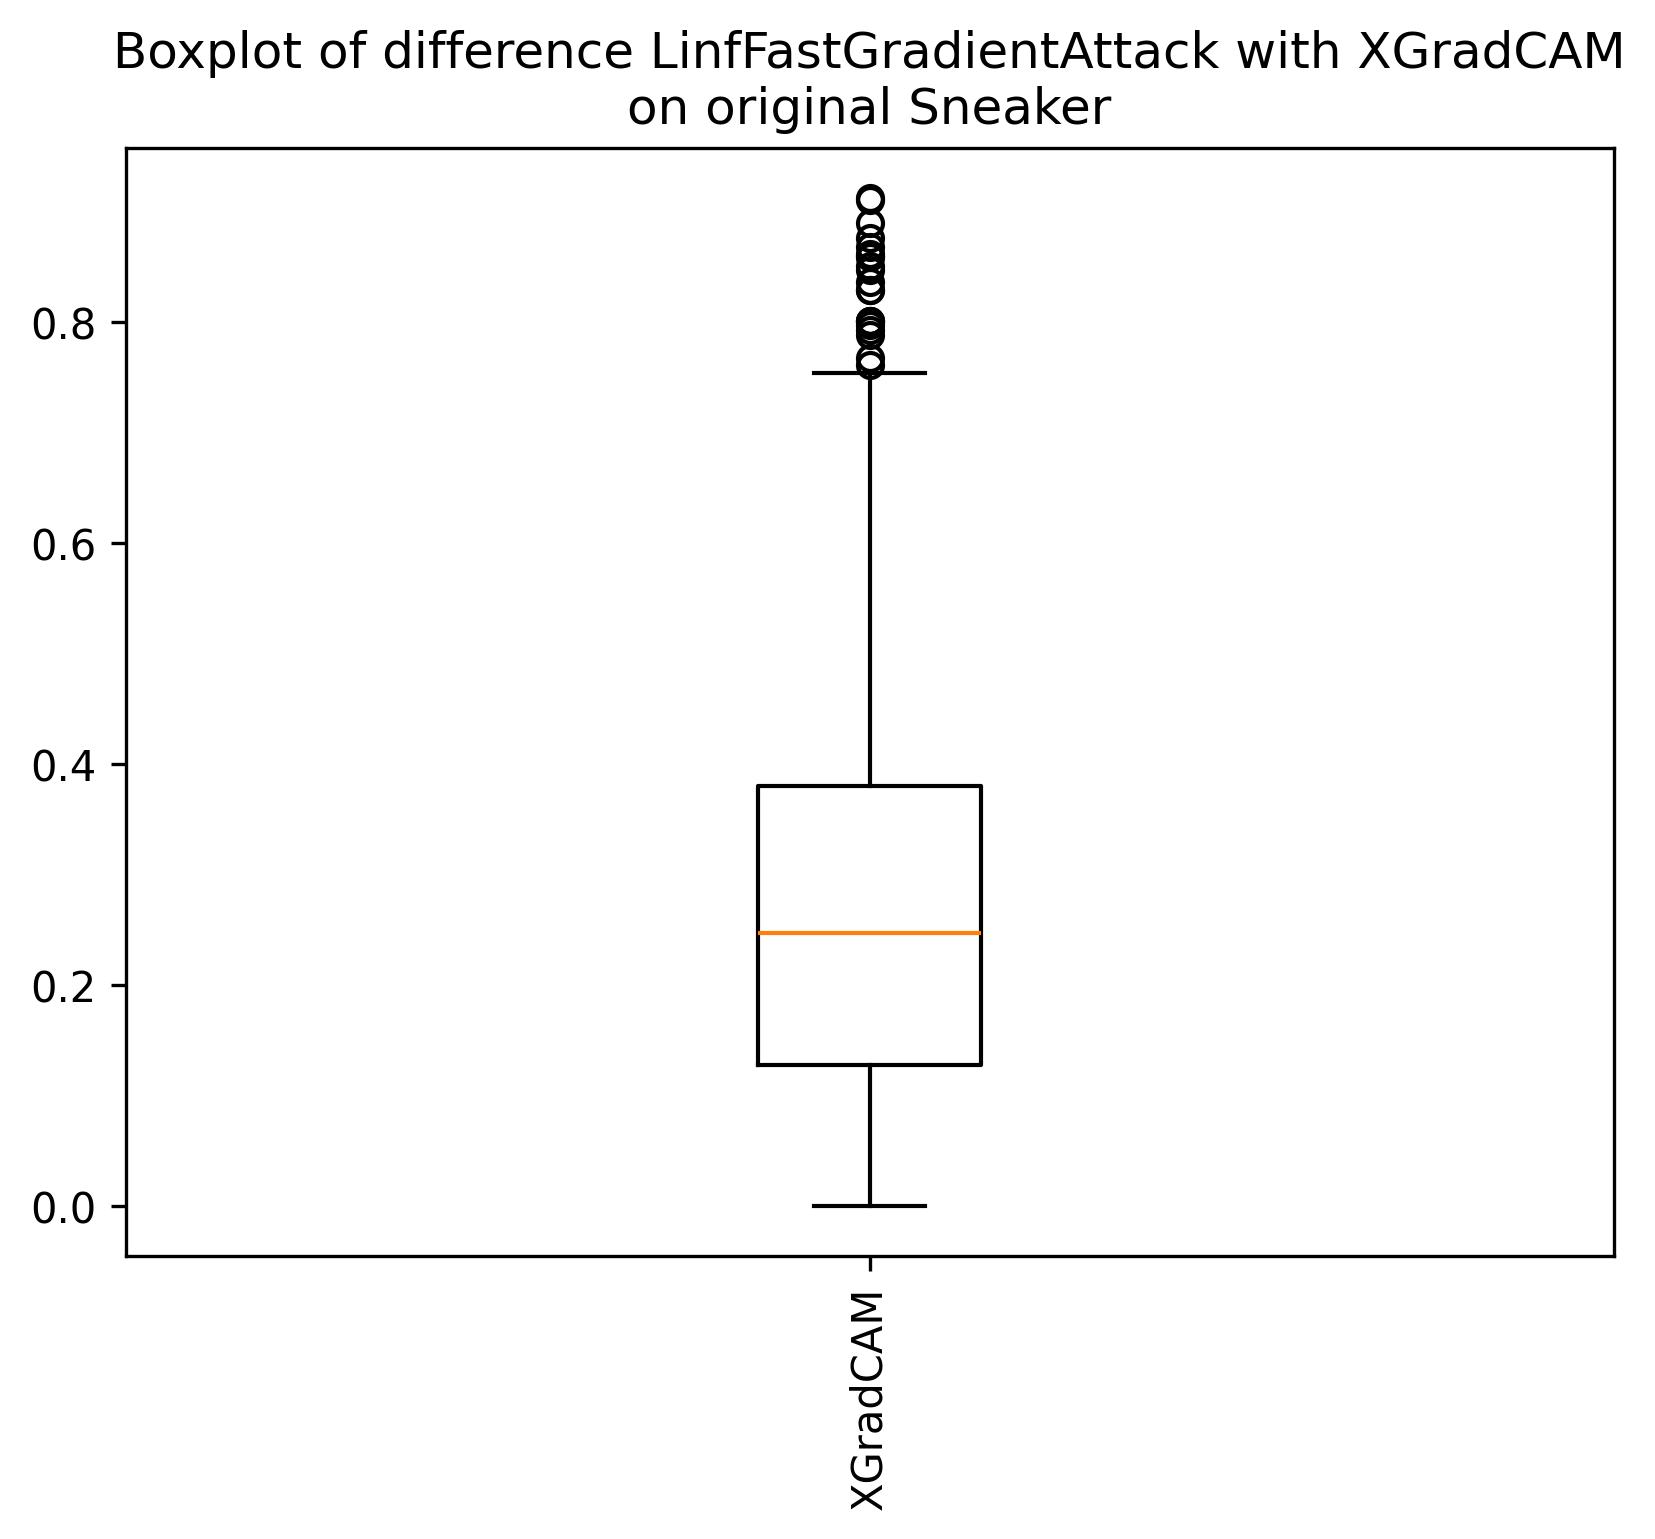 Boxplot of difference LinfFastGradientAttack with XGradCAM
on original Sneaker
0.8
0.6
0.4
0.2
0.0
XGradCAM